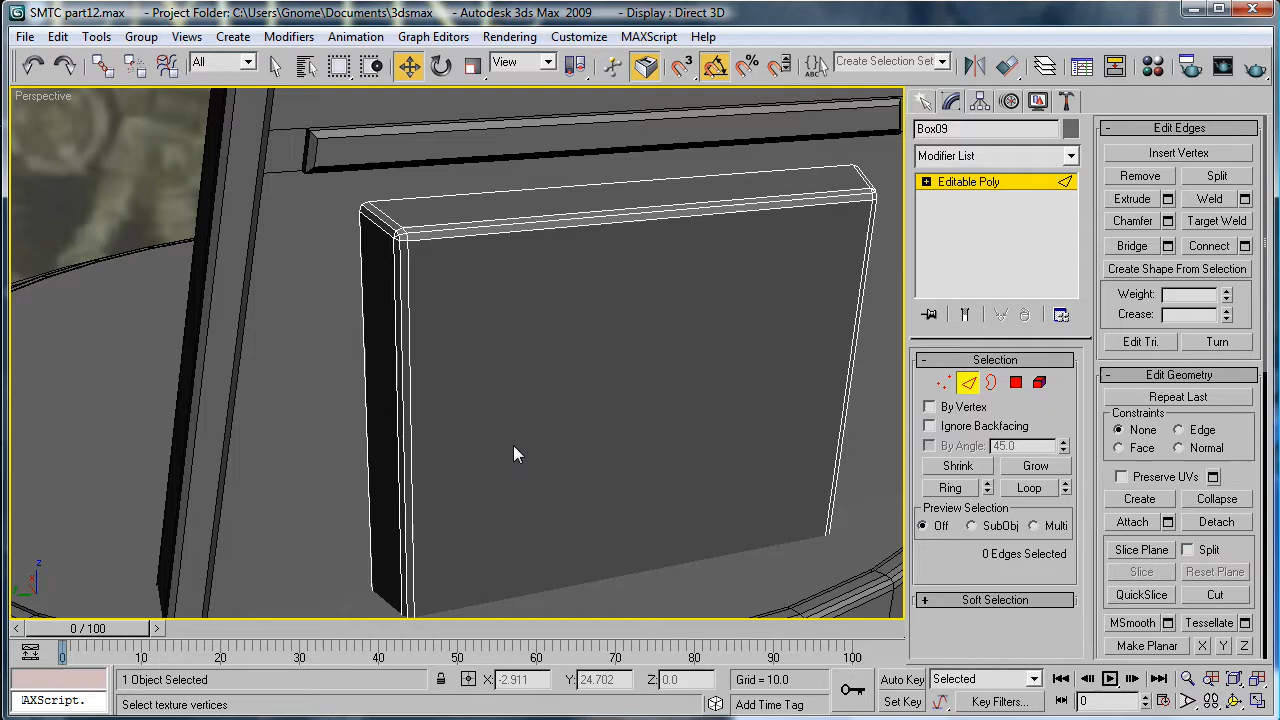 SMTC part12.max - Project Folder: C:\Users\Gnome\Documents\3dsmax - Autodesk 3ds Max 2009 - Display : Direct 3D
File Edit Tools Group Views Create Modifiers Animation Graph Editors Rendering Customize MAXScript Help
All View 3 Create Selection Set
Perspective
Box09
Modifier List
Editable Poly
Selection
By Vertex
Ignore Backfacing
By Angle: 45.0
Shrink Grow
Ring Loop
Preview Selection
Off SubObj Multi
0 Edges Selected
Soft Selection
Edit Edges
Insert Vertex
Remove Split
Extrude Weld
Chamfer Target Weld
Bridge Connect
Create Shape From Selection
Weight:
Crease:
Edit Tri. Turn
Edit Geometry
Repeat Last
Constraints
None Edge
Face Normal
Preserve UVs
Create Collapse
Attach Detach
Slice Plane Split
Slice Reset Plane
QuickSlice Cut
MSmooth Tessellate
Make Planar X Y Z
z
x
y
0 / 100
0 10 20 30 40 50 60 70 80 90 100
1 Object Selected X: -2.911 Y: 24.702 Z: 0.0 Grid = 10.0 Auto Key Selected
AXScript. Select texture vertices Add Time Tag Set Key Key Filters... 0